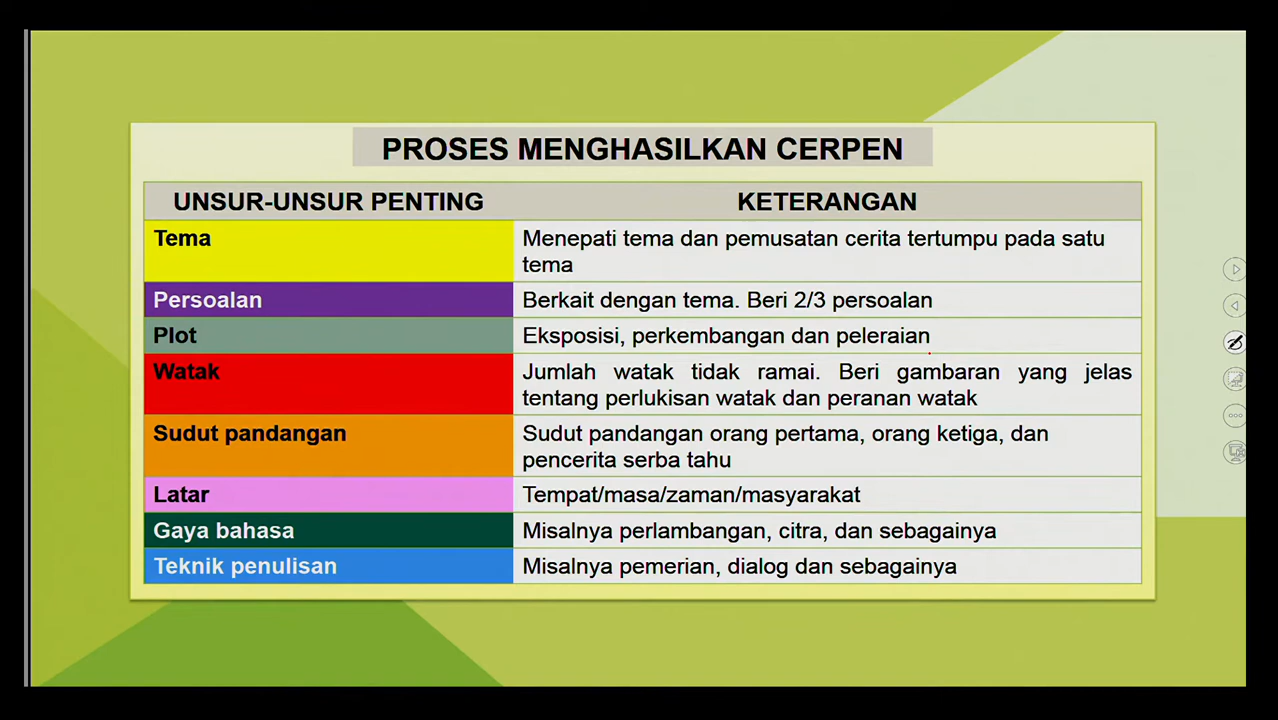 PROSES MENGHASILKAN CERPEN
UNSUR-UNSUR PENTING
KETERANGAN
Tema
Menepati tema dan pemusatan cerita tertumpu pada satu
tema
Persoalan
Berkait dengan tema. Beri 2/3 persoalan
Plot
Eksposisi, perkembangan dan peleraian
Watak
Jumlah watak tidak ramai. Beri gambaran yang jelas
tentang perlukisan watak dan peranan watak
Sudut pandangan
Sudut pandangan orang pertama, orang ketiga, dan
pencerita serba tahu
Latar
Tempat/masa/zaman/masyarakat
Gaya bahasa
Misalnya perlambangan, citra, dan sebagainya
Teknik penulisan
Misalnya pemerian, dialog dan sebagainya